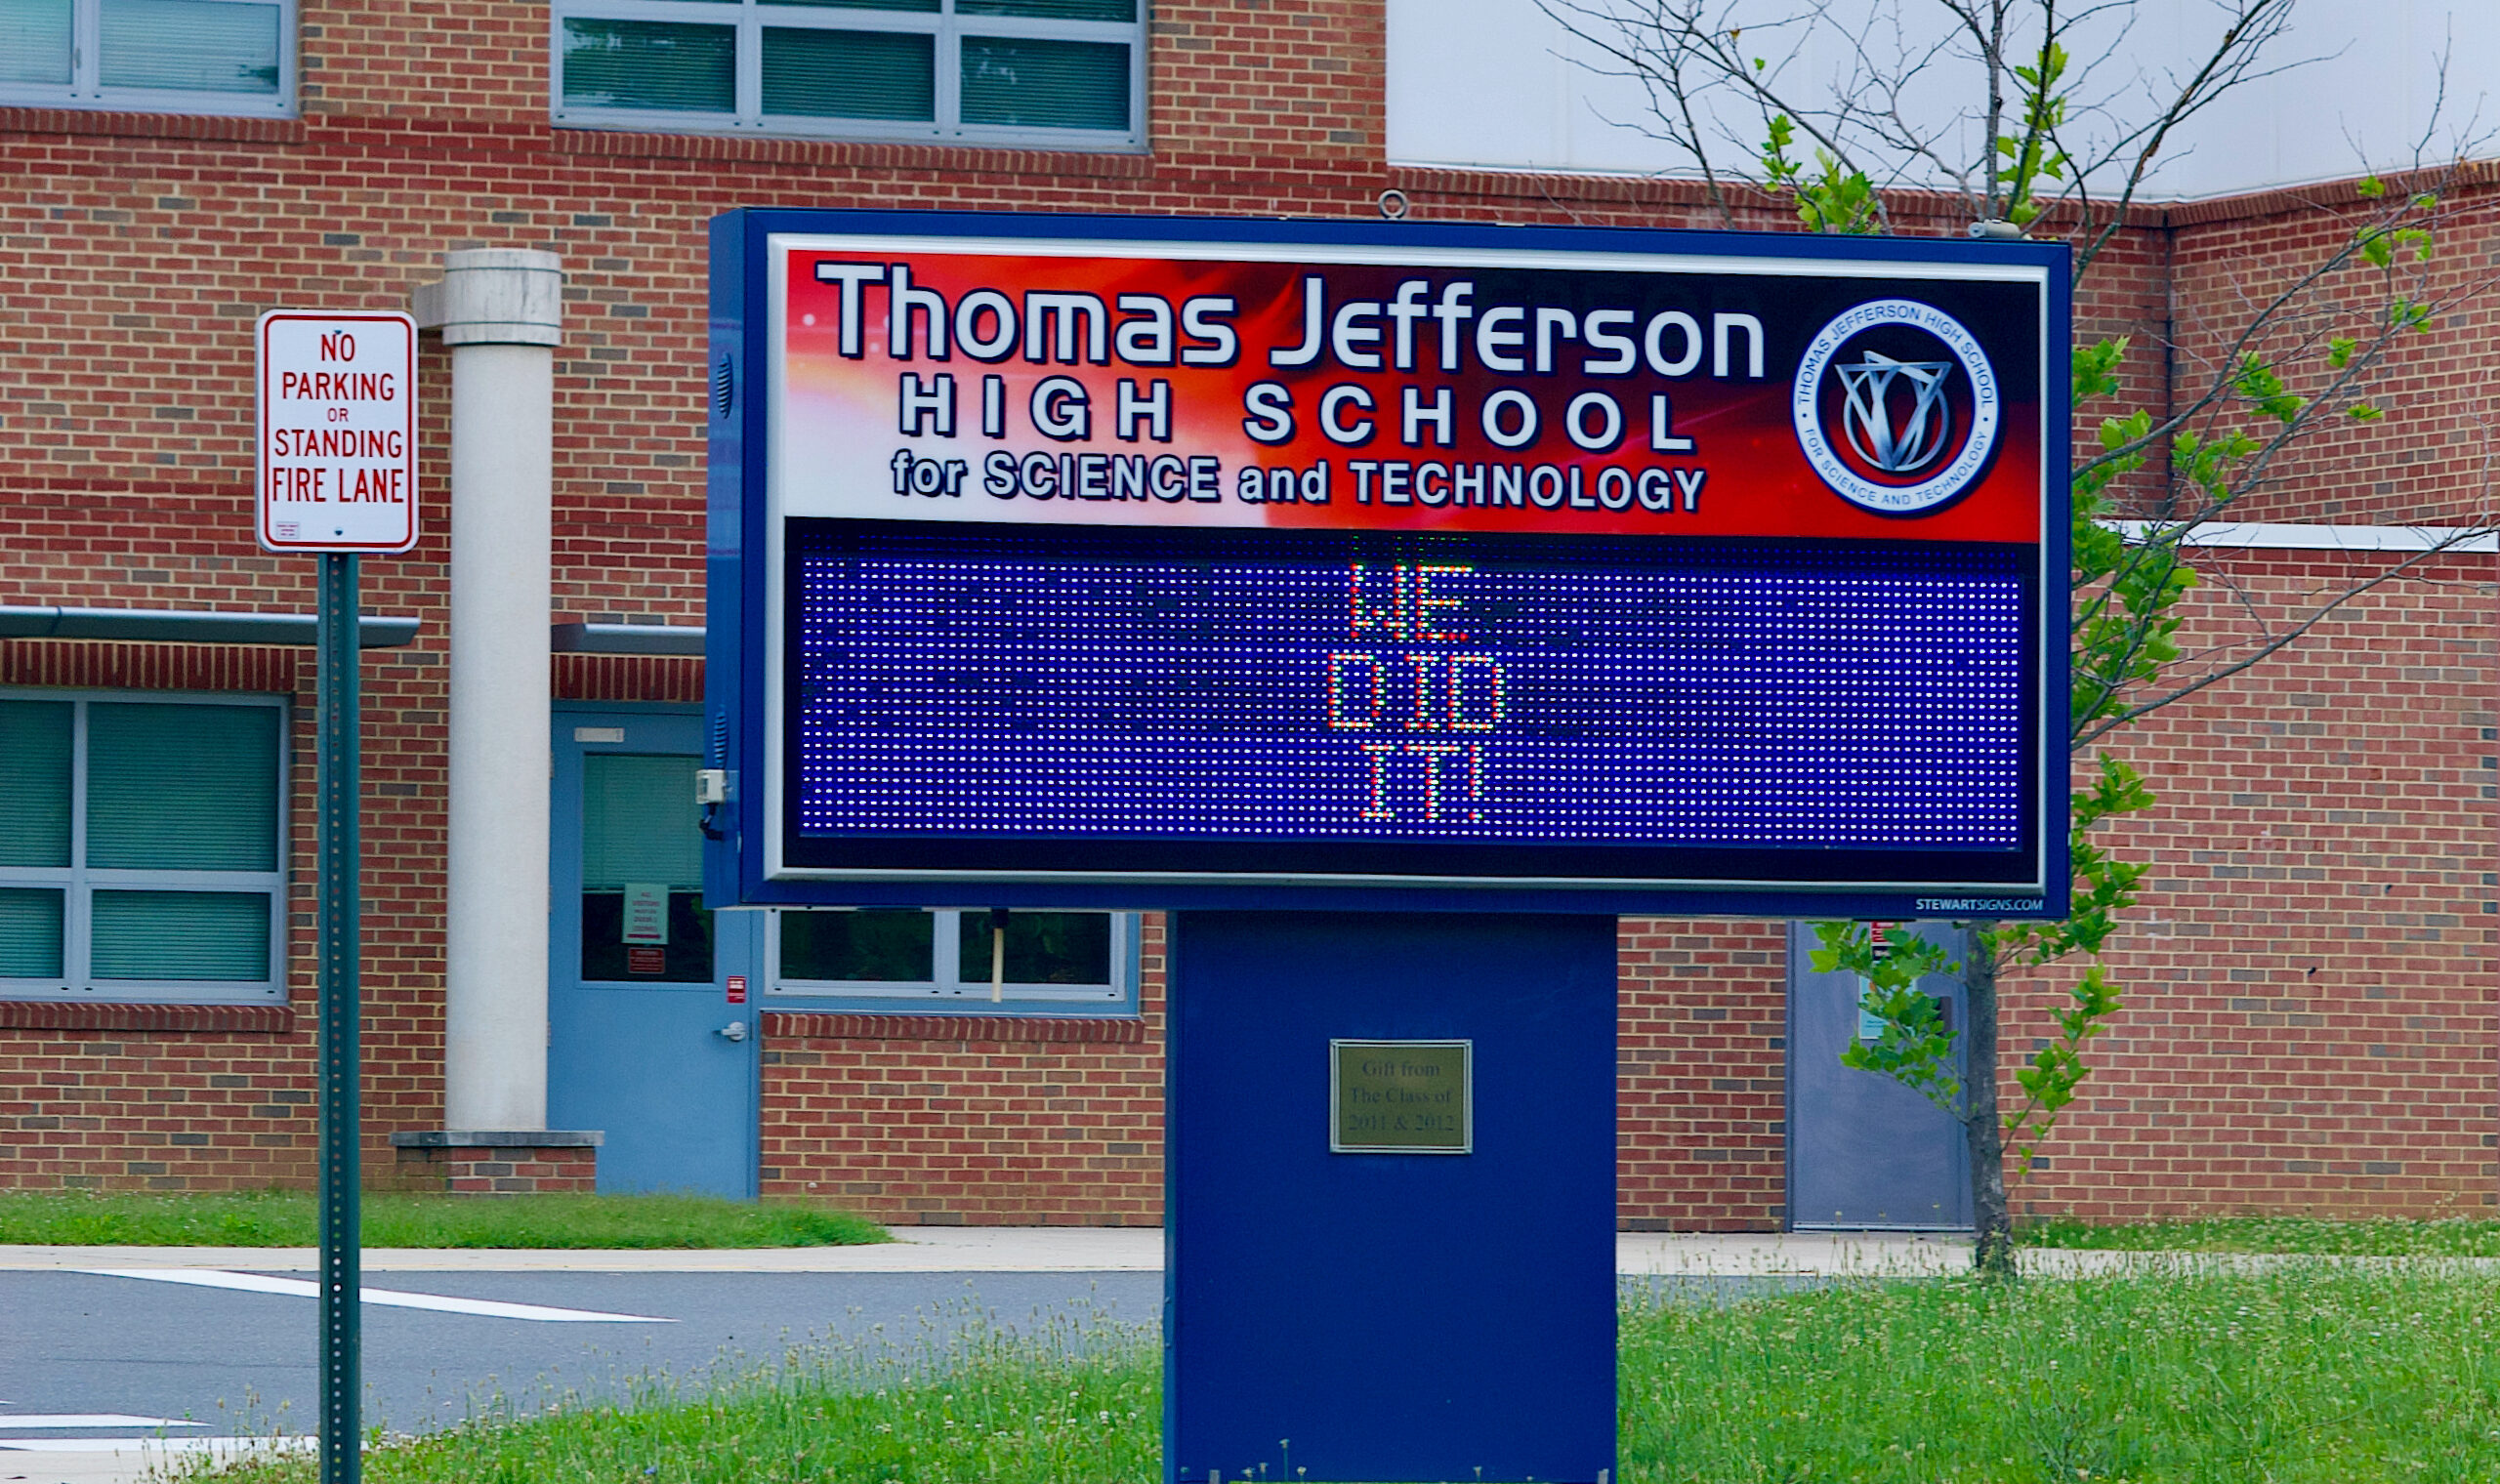 NO
PARKING
OR
STANDING
FIRE LANE
Thomas Jefferson
HIGH SCHOOL
for SCIENCE and TECHNOLOGY
• THOMAS JEFFERSON HIGH SCHOOL •
FOR SCIENCE AND TECHNOLOGY
WE
DID
IT!
STEWARTSIGNS.COM
Gift from
The Class of
2011 & 2012